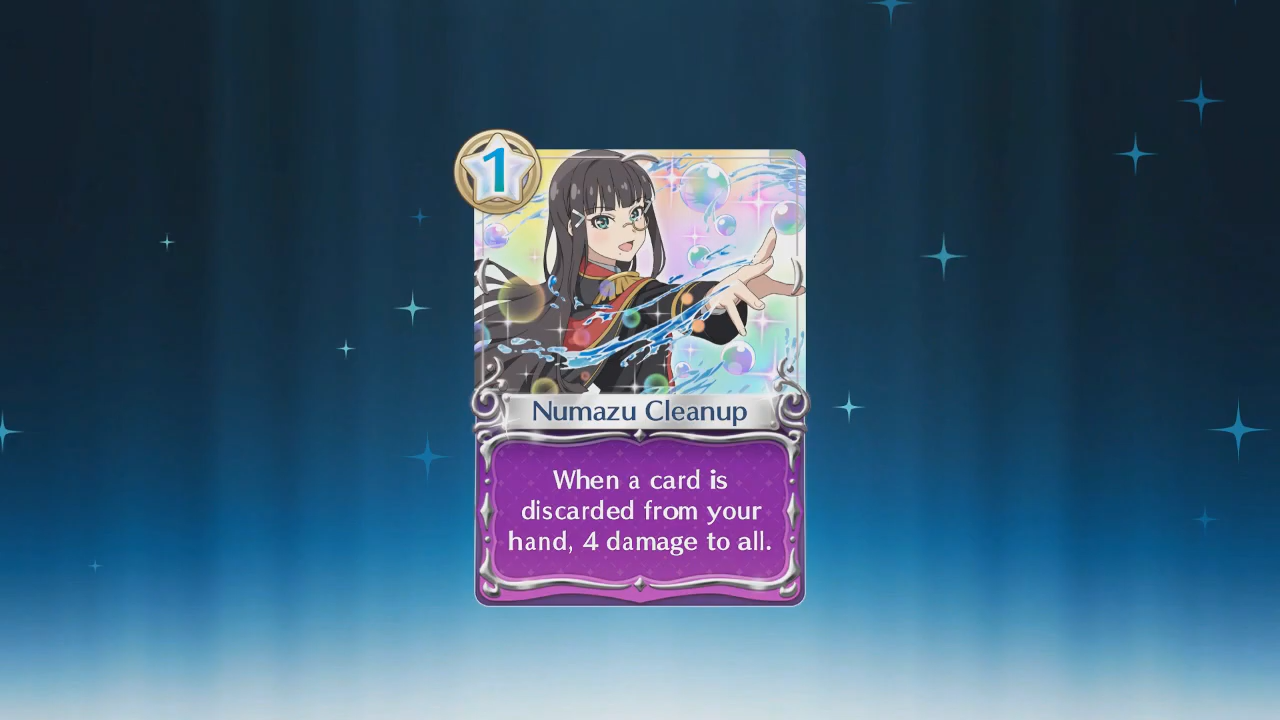 1
Numazu Cleanup
When a card is
discarded from your
hand, 4 damage to all.